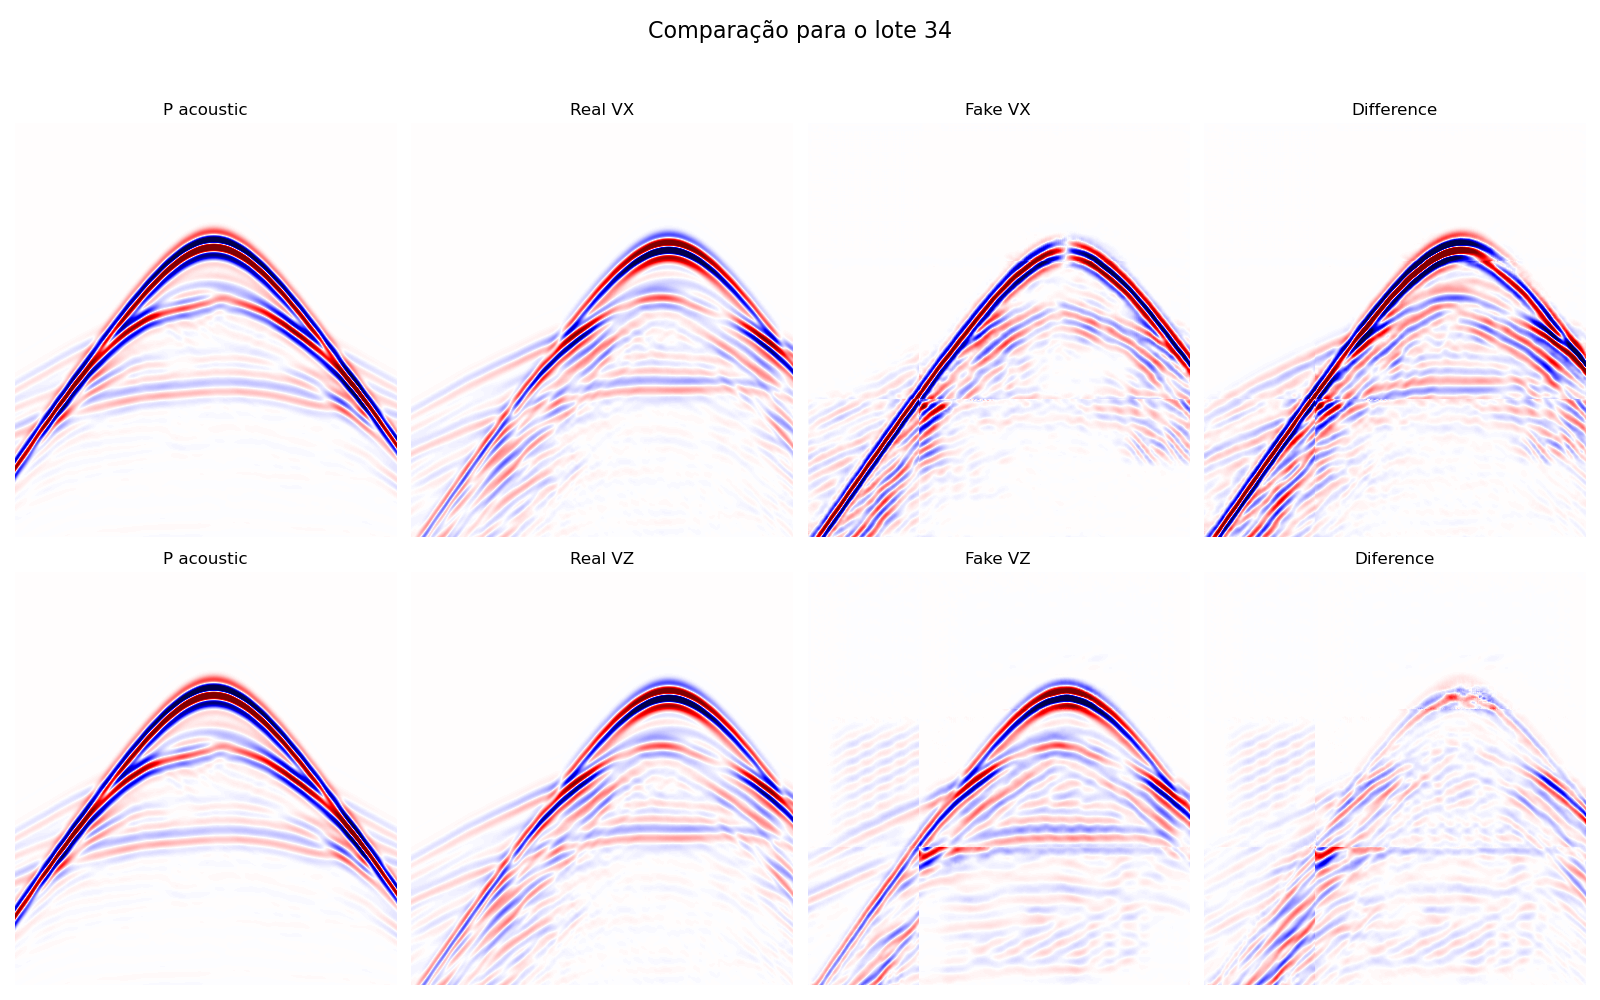 Comparação para o lote 34
P acoustic
Real VX
Fake VX
Difference
P acoustic
Real VZ
Fake VZ
Diference